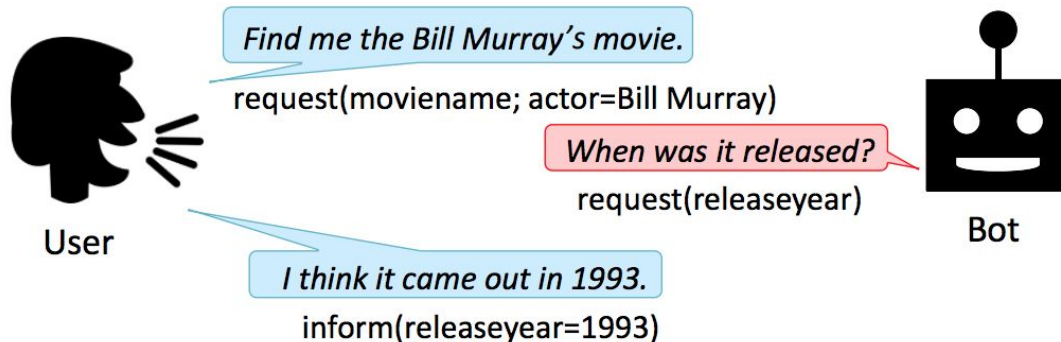 Find me the Bill Murray's movie.
request(moviename; actor=Bill Murray)
When was it released?
request(releaseyear)
User
Bot
I think it came out in 1993.
inform(releaseyear=1993)